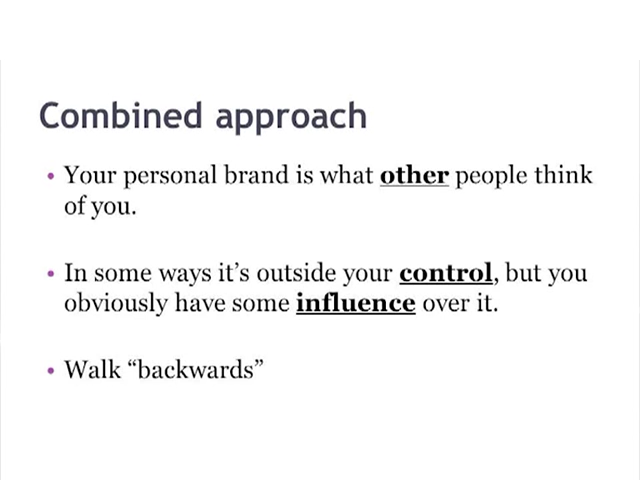 Combined approach
• Your personal brand is what other people think
of you.
• In some ways it’s outside your control, but you
obviously have some influence over it.
• Walk “backwards”